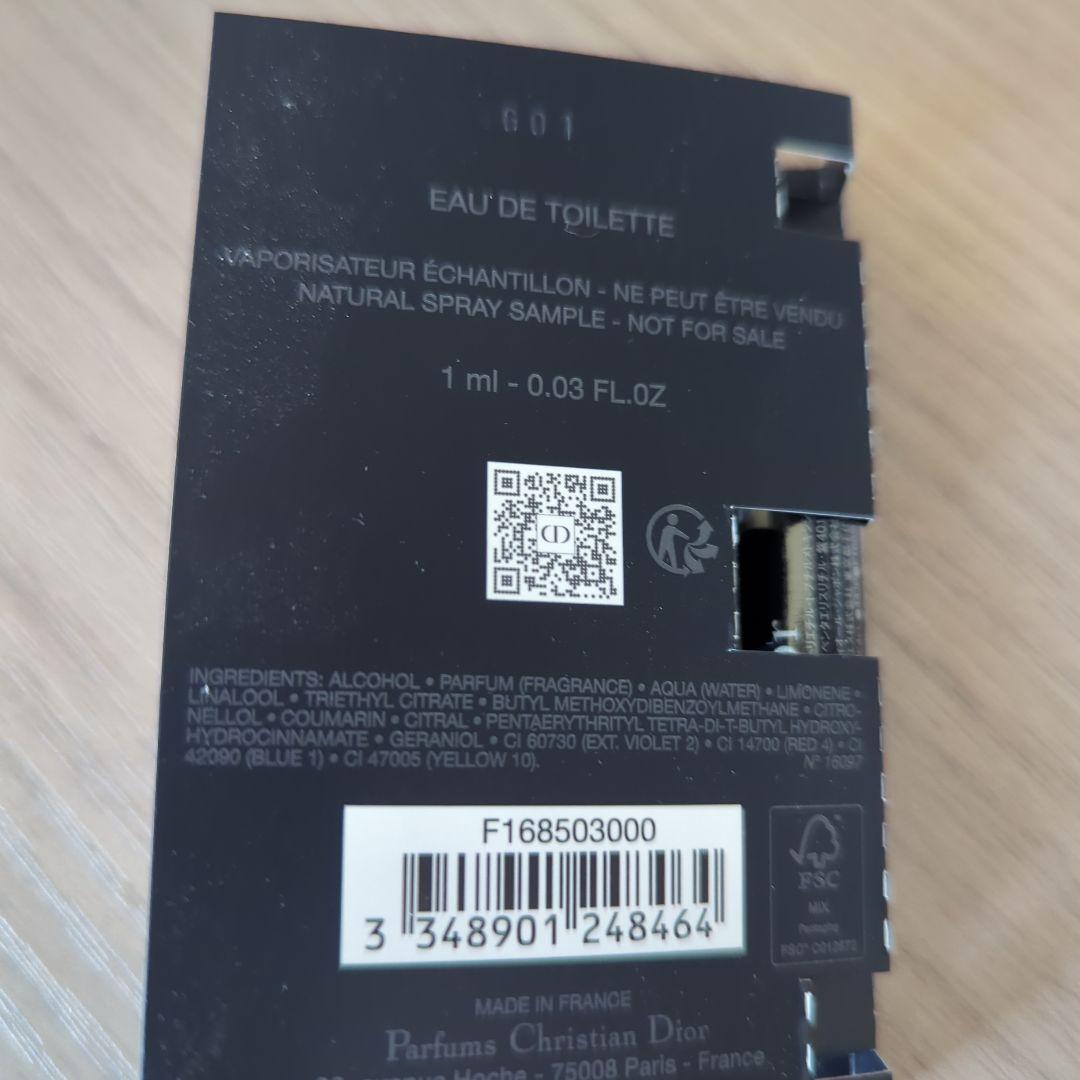 G01
EAU DE TOILETTE
VAPORISATEUR ÉCHANTILLON - NE PEUT ÊTRE VENDU
NATURAL SPRAY SAMPLE - NOT FOR SALE
1 ml - 0.03 FL.OZ
CD
INGREDIENTS: ALCOHOL • PARFUM (FRAGRANCE) • AQUA (WATER) • LIMONENE •
LINALOOL • TRIETHYL CITRATE • BUTYL METHOXYDIBENZOYLMETHANE • CITRO-
NELLOL • COUMARIN • CITRAL • PENTAERYTHRITYL TETRA-DI-T-BUTYL HYDROXY-
HYDROCINNAMATE • GERANIOL • CI 60730 (EXT. VIOLET 2) • CI 14700 (RED 4) • CI
42090 (BLUE 1) • CI 47005 (YELLOW 10).
N° 16097
F168503000
3 348901 248464
FSC
MIX
Packaging
MADE IN FRANCE
Parfums Christian Dior
Hoche - 75008 Paris - France